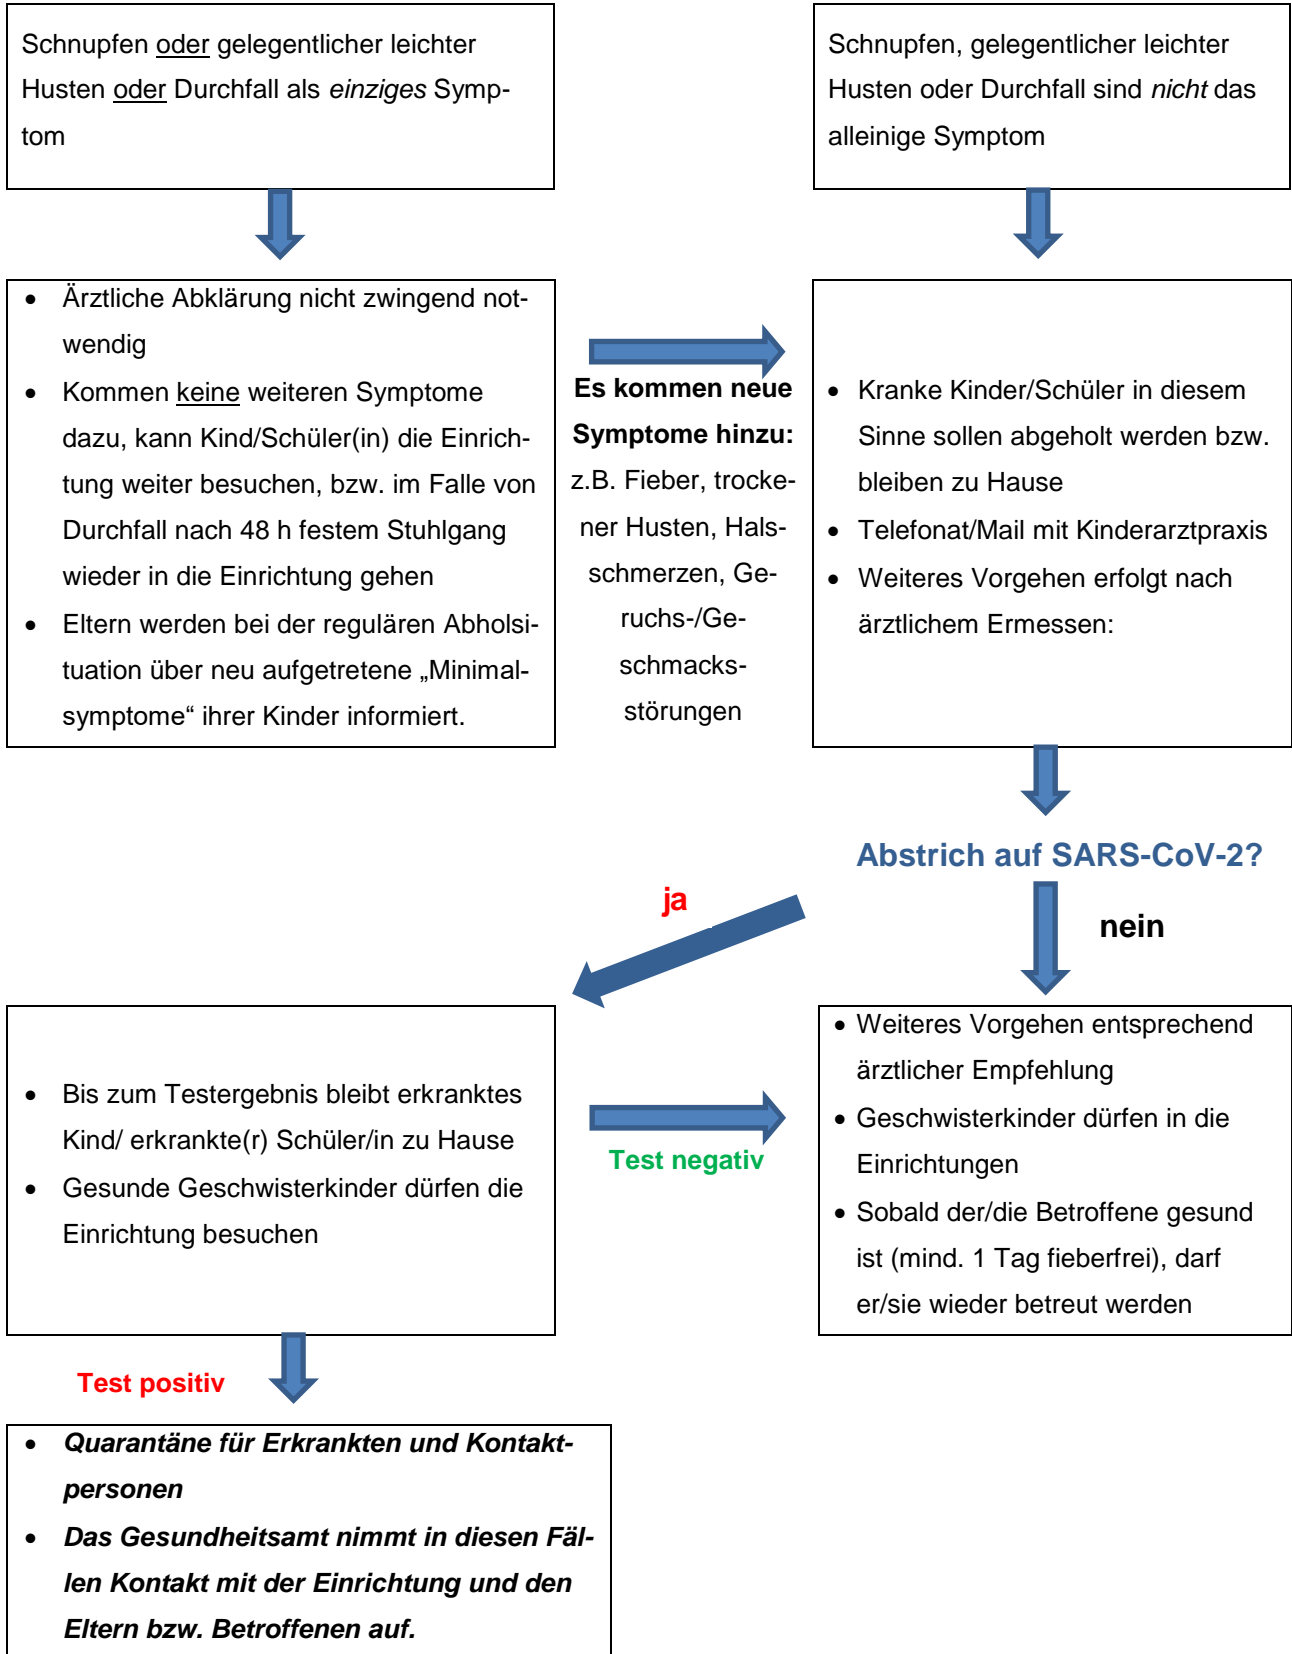 Schnupfen oder gelegentlicher leichter
Husten oder Durchfall als einziges Symp-
tom
Schnupfen, gelegentlicher leichter
Husten oder Durchfall sind nicht das
alleinige Symptom
• Ärztliche Abklärung nicht zwingend not-
wendig
• Kommen keine weiteren Symptome
dazu, kann Kind/Schüler(in) die Einrich-
tung weiter besuchen, bzw. im Falle von
Durchfall nach 48 h festem Stuhlgang
wieder in die Einrichtung gehen
• Eltern werden bei der regulären Abholsi-
tuation über neu aufgetretene „Minimal-
symptome“ ihrer Kinder informiert.
Es kommen neue
Symptome hinzu:
z.B. Fieber, trocke-
ner Husten, Hals-
schmerzen, Ge-
ruchs-/Ge-
schmacks-
störungen
• Kranke Kinder/Schüler in diesem
Sinne sollen abgeholt werden bzw.
bleiben zu Hause
• Telefonat/Mail mit Kinderarztpraxis
• Weiteres Vorgehen erfolgt nach
ärztlichem Ermessen:
Abstrich auf SARS-CoV-2?
ja
nein
• Bis zum Testergebnis bleibt erkranktes
Kind/ erkrankte(r) Schüler/in zu Hause
• Gesunde Geschwisterkinder dürfen die
Einrichtung besuchen
Test negativ
• Weiteres Vorgehen entsprechend
ärztlicher Empfehlung
• Geschwisterkinder dürfen in die
Einrichtungen
• Sobald der/die Betroffene gesund
ist (mind. 1 Tag fieberfrei), darf
er/sie wieder betreut werden
Test positiv
• Quarantäne für Erkrankten und Kontakt-
personen
• Das Gesundheitsamt nimmt in diesen Fäl-
len Kontakt mit der Einrichtung und den
Eltern bzw. Betroffenen auf.